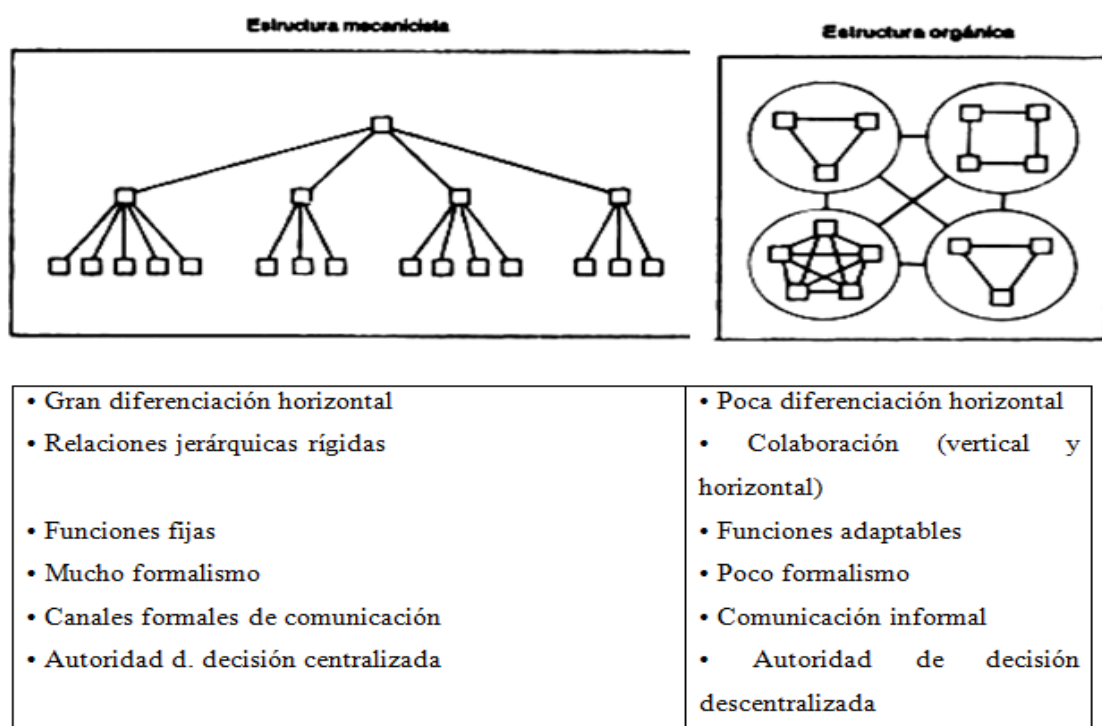 Estructura mecanicista
Estructura orgánica
• Gran diferenciación horizontal
• Relaciones jerárquicas rígidas
• Funciones fijas
• Mucho formalismo
• Canales formales de comunicación
• Autoridad d. decisión centralizada
• Poca diferenciación horizontal
• Colaboración (vertical y
horizontal)
• Funciones adaptables
• Poco formalismo
• Comunicación informal
• Autoridad de decisión
descentralizada